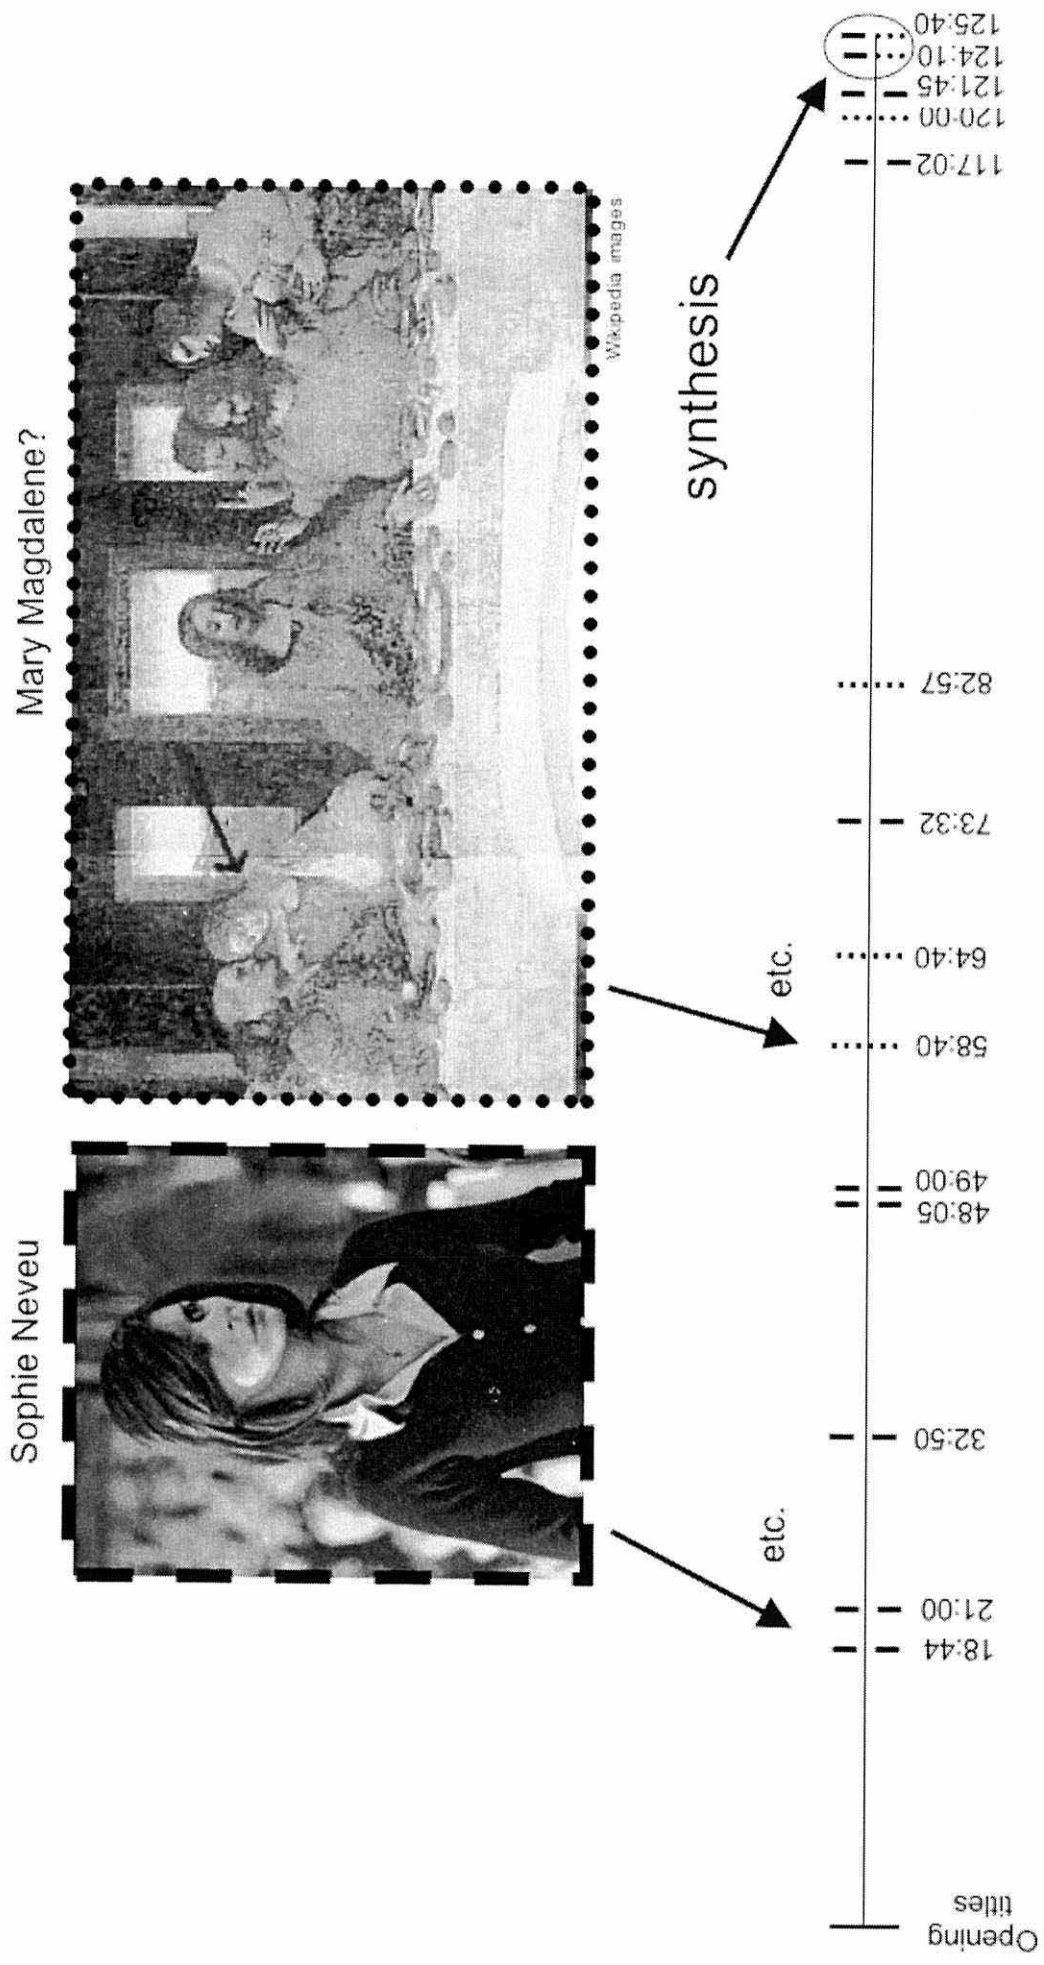 Sophie Neveu
Mary Magdalene?
Wikipedia images
etc.
etc.
synthesis
Opening
titles
18:44
21:00
32:50
48:05
49:00
58:40
64:40
73:32
82:57
117:02
120:00
121:45
124:10
125:40